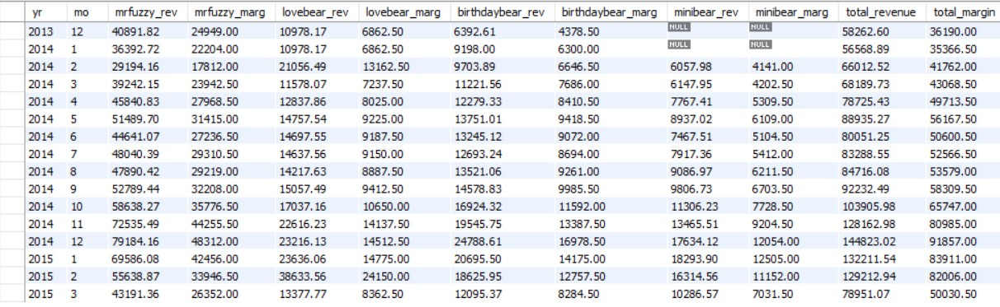 yr mo mrfuzzy_rev mrfuzzy_marg lovebear_rev lovebear_marg birthdaybear_rev birthdaybear_marg minibear_rev minibear_marg total_revenue total_margin
2013 12 40891.82 24949.00 10978.17 6862.50 6392.61 4378.50 NULL NULL 58262.60 36190.00
2014 1 36392.72 22204.00 10978.17 6862.50 9198.00 6300.00 NULL NULL 56568.89 35366.50
2014 2 29194.16 17812.00 21056.49 13162.50 9703.89 6646.50 6057.98 4141.00 66012.52 41762.00
2014 3 39242.15 23942.50 11578.07 7237.50 11221.56 7686.00 6147.95 4202.50 68189.73 43068.50
2014 4 45840.83 27968.50 12837.86 8025.00 12279.33 8410.50 7767.41 5309.50 78725.43 49713.50
2014 5 51489.70 31415.00 14757.54 9225.00 13751.01 9418.50 8937.02 6109.00 88935.27 56167.50
2014 6 44641.07 27236.50 14697.55 9187.50 13245.12 9072.00 7467.51 5104.50 80051.25 50600.50
2014 7 48040.39 29310.50 14637.56 9150.00 12693.24 8694.00 7917.36 5412.00 83288.55 52566.50
2014 8 47890.42 29219.00 14217.63 8887.50 13521.06 9261.00 9086.97 6211.50 84716.08 53579.00
2014 9 52789.44 32208.00 15057.49 9412.50 14578.83 9985.50 9806.73 6703.50 92232.49 58309.50
2014 10 58638.27 35776.50 17037.16 10650.00 16924.32 11592.00 11306.23 7728.50 103905.98 65747.00
2014 11 72535.49 44255.50 22616.23 14137.50 19545.75 13387.50 13465.51 9204.50 128162.98 80985.00
2014 12 79184.16 48312.00 23216.13 14512.50 24788.61 16978.50 17634.12 12054.00 144823.02 91857.00
2015 1 69586.08 42456.00 23636.06 14775.00 20695.50 14175.00 18293.90 12505.00 132211.54 83911.00
2015 2 55638.87 33946.50 38633.56 24150.00 18625.95 12757.50 16314.56 11152.00 129212.94 82006.00
2015 3 43191.36 26352.00 13377.77 8362.50 12095.37 8284.50 10286.57 7031.50 78951.07 50030.50